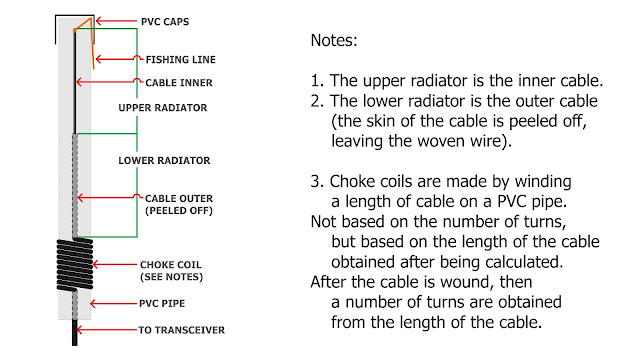 PVC CAPS
FISHING LINE
CABLE INNER
UPPER RADIATOR
LOWER RADIATOR
CABLE OUTER
(PEELED OFF)
CHOKE COIL
(SEE NOTES)
PVC PIPE
TO TRANSCEIVER
Notes:
1. The upper radiator is the inner cable.
2. The lower radiator is the outer cable
(the skin of the cable is peeled off,
leaving the woven wire).
3. Choke coils are made by winding
a length of cable on a PVC pipe.
Not based on the number of turns,
but based on the length of the cable
obtained after being calculated.
After the cable is wound, then
a number of turns are obtained
from the length of the cable.